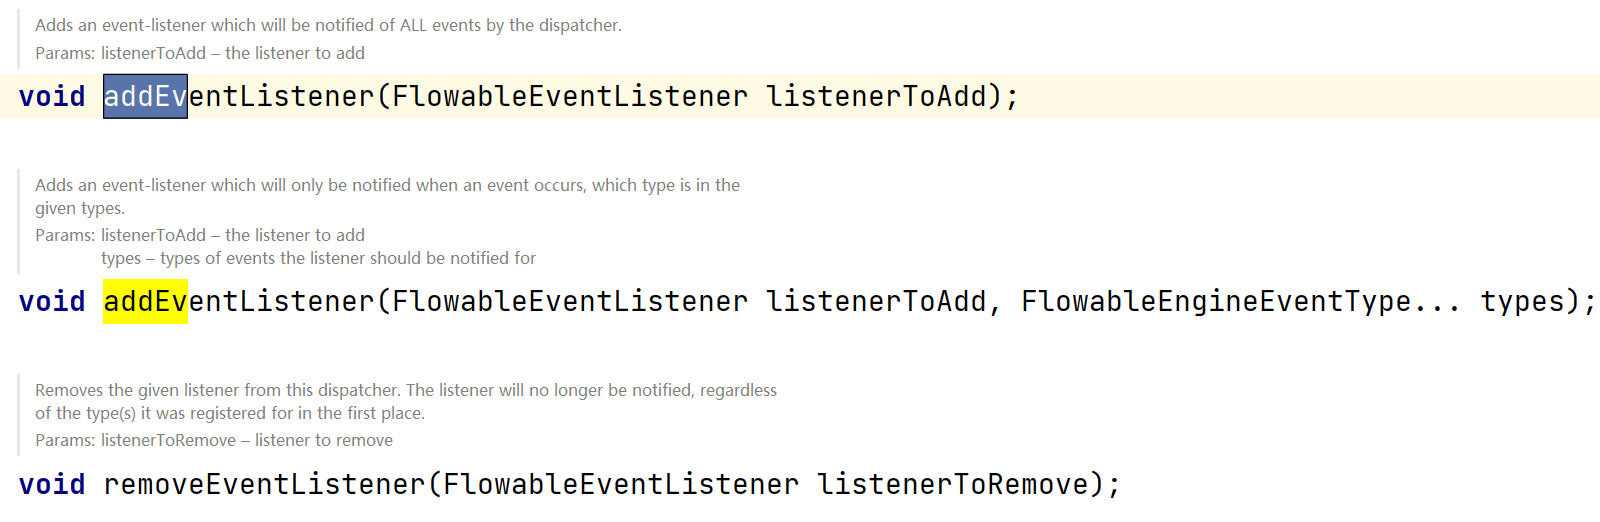 Adds an event-listener which will be notified of ALL events by the dispatcher.
Params: listenerToAdd – the listener to add
void addEventListener(FlowableEventListener listenerToAdd);
Adds an event-listener which will only be notified when an event occurs, which type is in the
given types.
Params: listenerToAdd – the listener to add
types – types of events the listener should be notified for
void addEventListener(FlowableEventListener listenerToAdd, FlowableEngineEventType... types);
Removes the given listener from this dispatcher. The listener will no longer be notified, regardless
of the type(s) it was registered for in the first place.
Params: listenerToRemove – listener to remove
void removeEventListener(FlowableEventListener listenerToRemove);